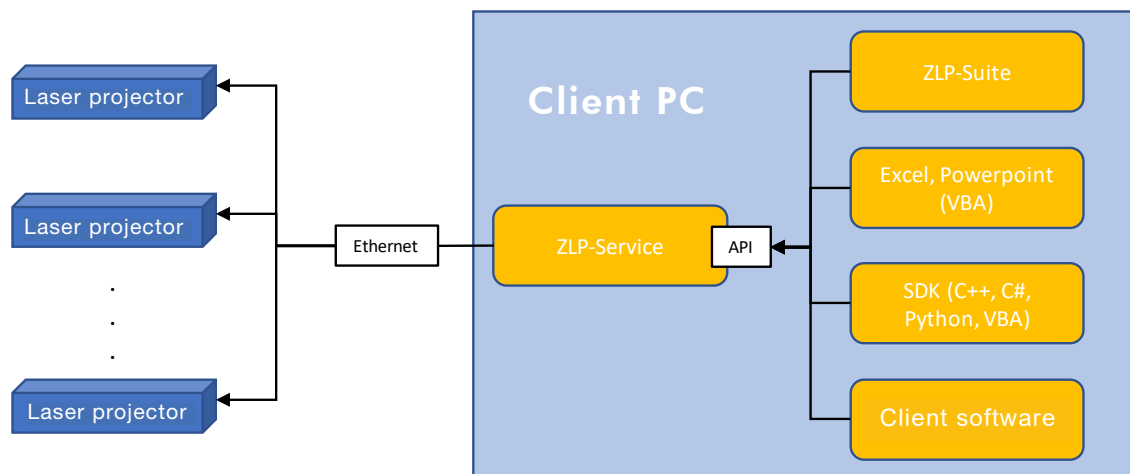 Client PC
Laser projector
Laser projector
.
.
.
Laser projector
Ethernet
ZLP-Service
API
ZLP-Suite
Excel, Powerpoint
(VBA)
SDK (C++, C#,
Python, VBA)
Client software